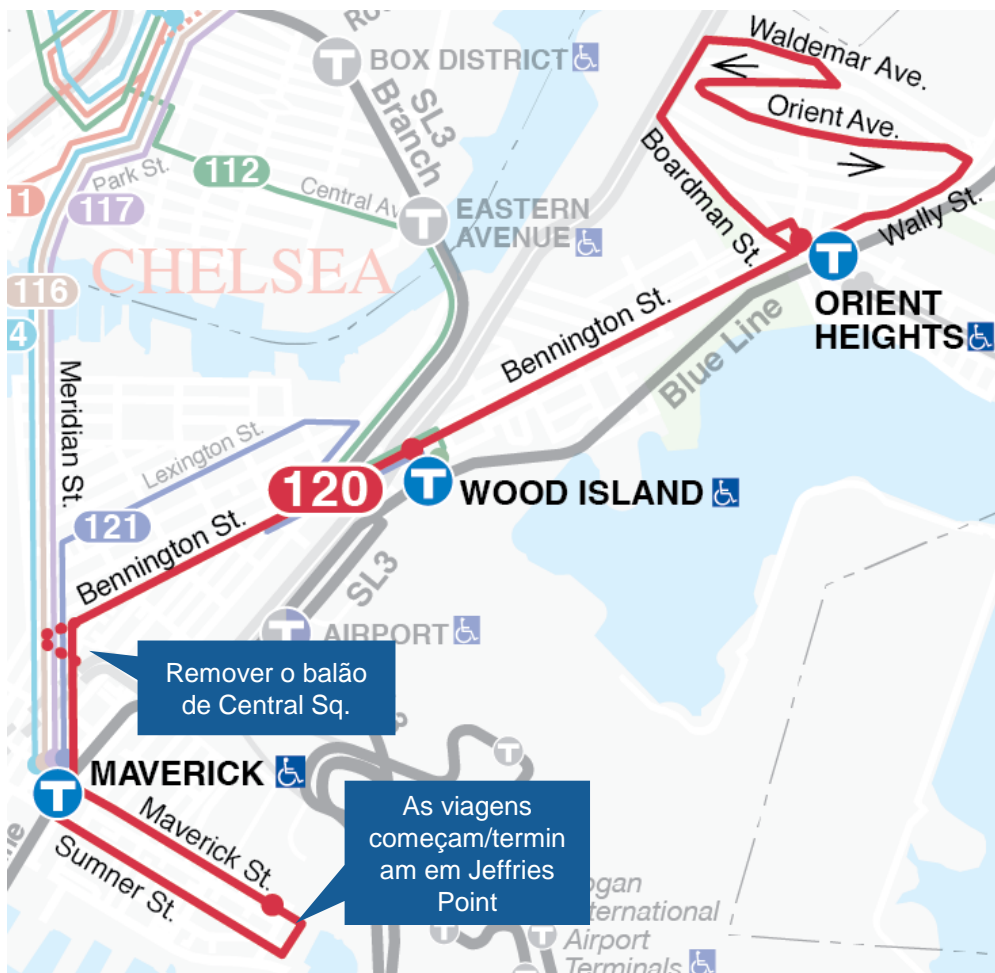 Waldemar Ave.
BOX DISTRICT
SL3
Branch
Orient Ave.
Park St.
112
117
Central Av
11
Boardman St.
EASTERN
AVENUE
Wally St.
CHELSEA
116
4
ORIENT
HEIGHTS
Bennington St.
Blue Line
Meridian St.
Lexington St.
120
WOOD ISLAND
121
Bennington St.
SL3
AIRPORT
Remover o balão
de Central Sq.
MAVERICK
Maverick St.
Sumner St.
As viagens
começam/termin
am em Jeffries
Point
International
Airport
Terminals